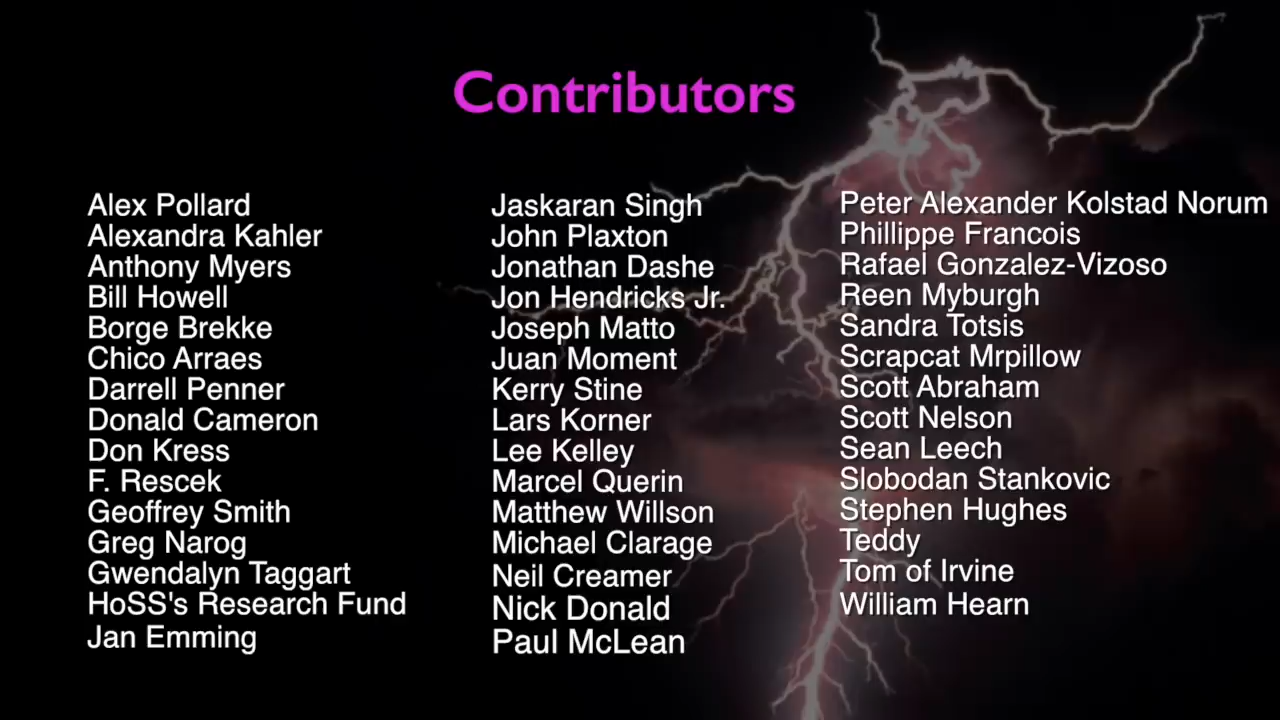 Contributors
Alex Pollard
Alexandra Kahler
Anthony Myers
Bill Howell
Borge Brekke
Chico Arraes
Darrell Penner
Donald Cameron
Don Kress
F. Rescek
Geoffrey Smith
Greg Narog
Gwendalyn Taggart
HoSS's Research Fund
Jan Emming
Jaskaran Singh
John Plaxton
Jonathan Dashe
Jon Hendricks Jr.
Joseph Matto
Juan Moment
Kerry Stine
Lars Korner
Lee Kelley
Marcel Querin
Matthew Willson
Michael Clarage
Neil Creamer
Nick Donald
Paul McLean
Peter Alexander Kolstad Norum
Phillippe Francois
Rafael Gonzalez-Vizoso
Reen Myburgh
Sandra Totsis
Scrapcat Mrpillow
Scott Abraham
Scott Nelson
Sean Leech
Slobodan Stankovic
Stephen Hughes
Teddy
Tom of Irvine
William Hearn